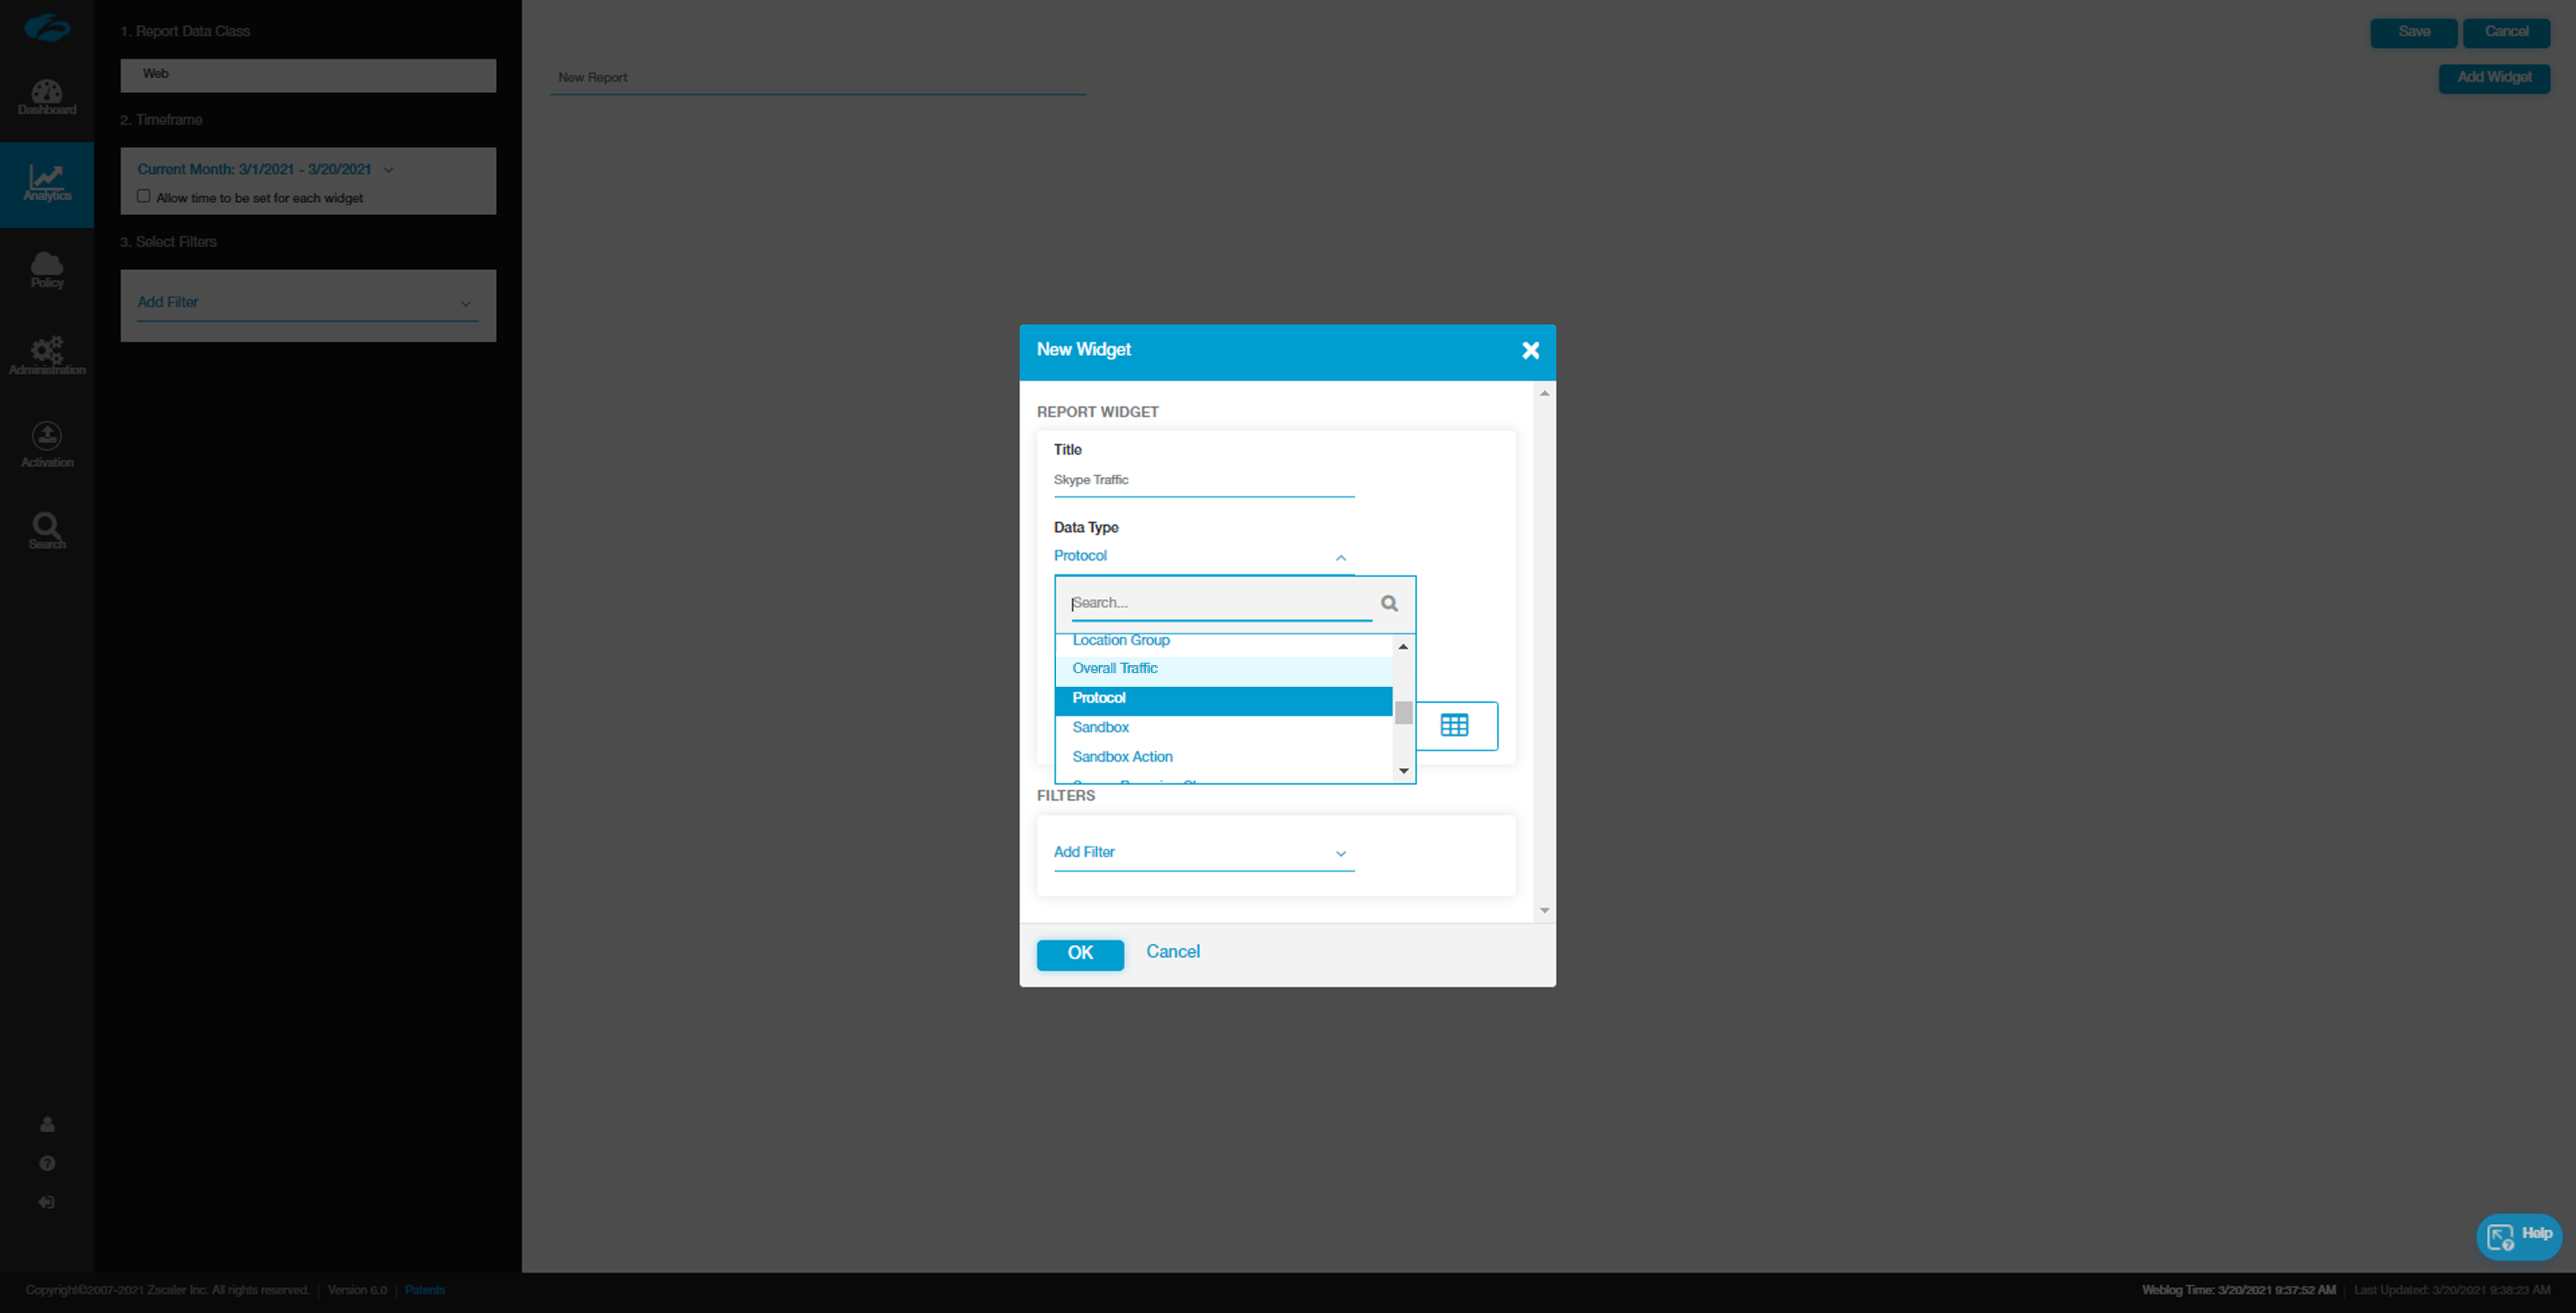 Dashboard
Analytics
Policy
Administration
Activation
Search
1. Report Data Class
Web
2. Timeframe
Current Month: 3/1/2021 - 3/20/2021
Allow time to be set for each widget
3. Select Filters
Add Filter
New Report
Save
Cancel
Add Widget
New Widget
REPORT WIDGET
Title
Skype Traffic
Data Type
Protocol
Search...
Location Group
Overall Traffic
Protocol
Sandbox
Sandbox Action
FILTERS
Add Filter
OK
Cancel
Help
Copyright©2007-2021 Zscaler Inc. All rights reserved. | Version 6.0 | Patents
Weblog Time: 3/20/2021 9:37:52 AM | Last Updated: 3/20/2021 9:38:23 AM